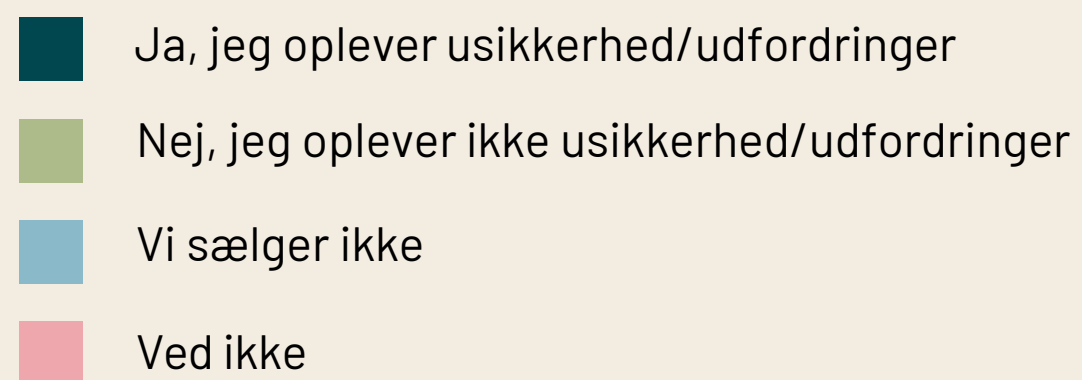 Ja, jeg oplever usikkerhed/udfordringer
Nej, jeg oplever ikke usikkerhed/udfordringer
Vi sælger ikke
Ved ikke